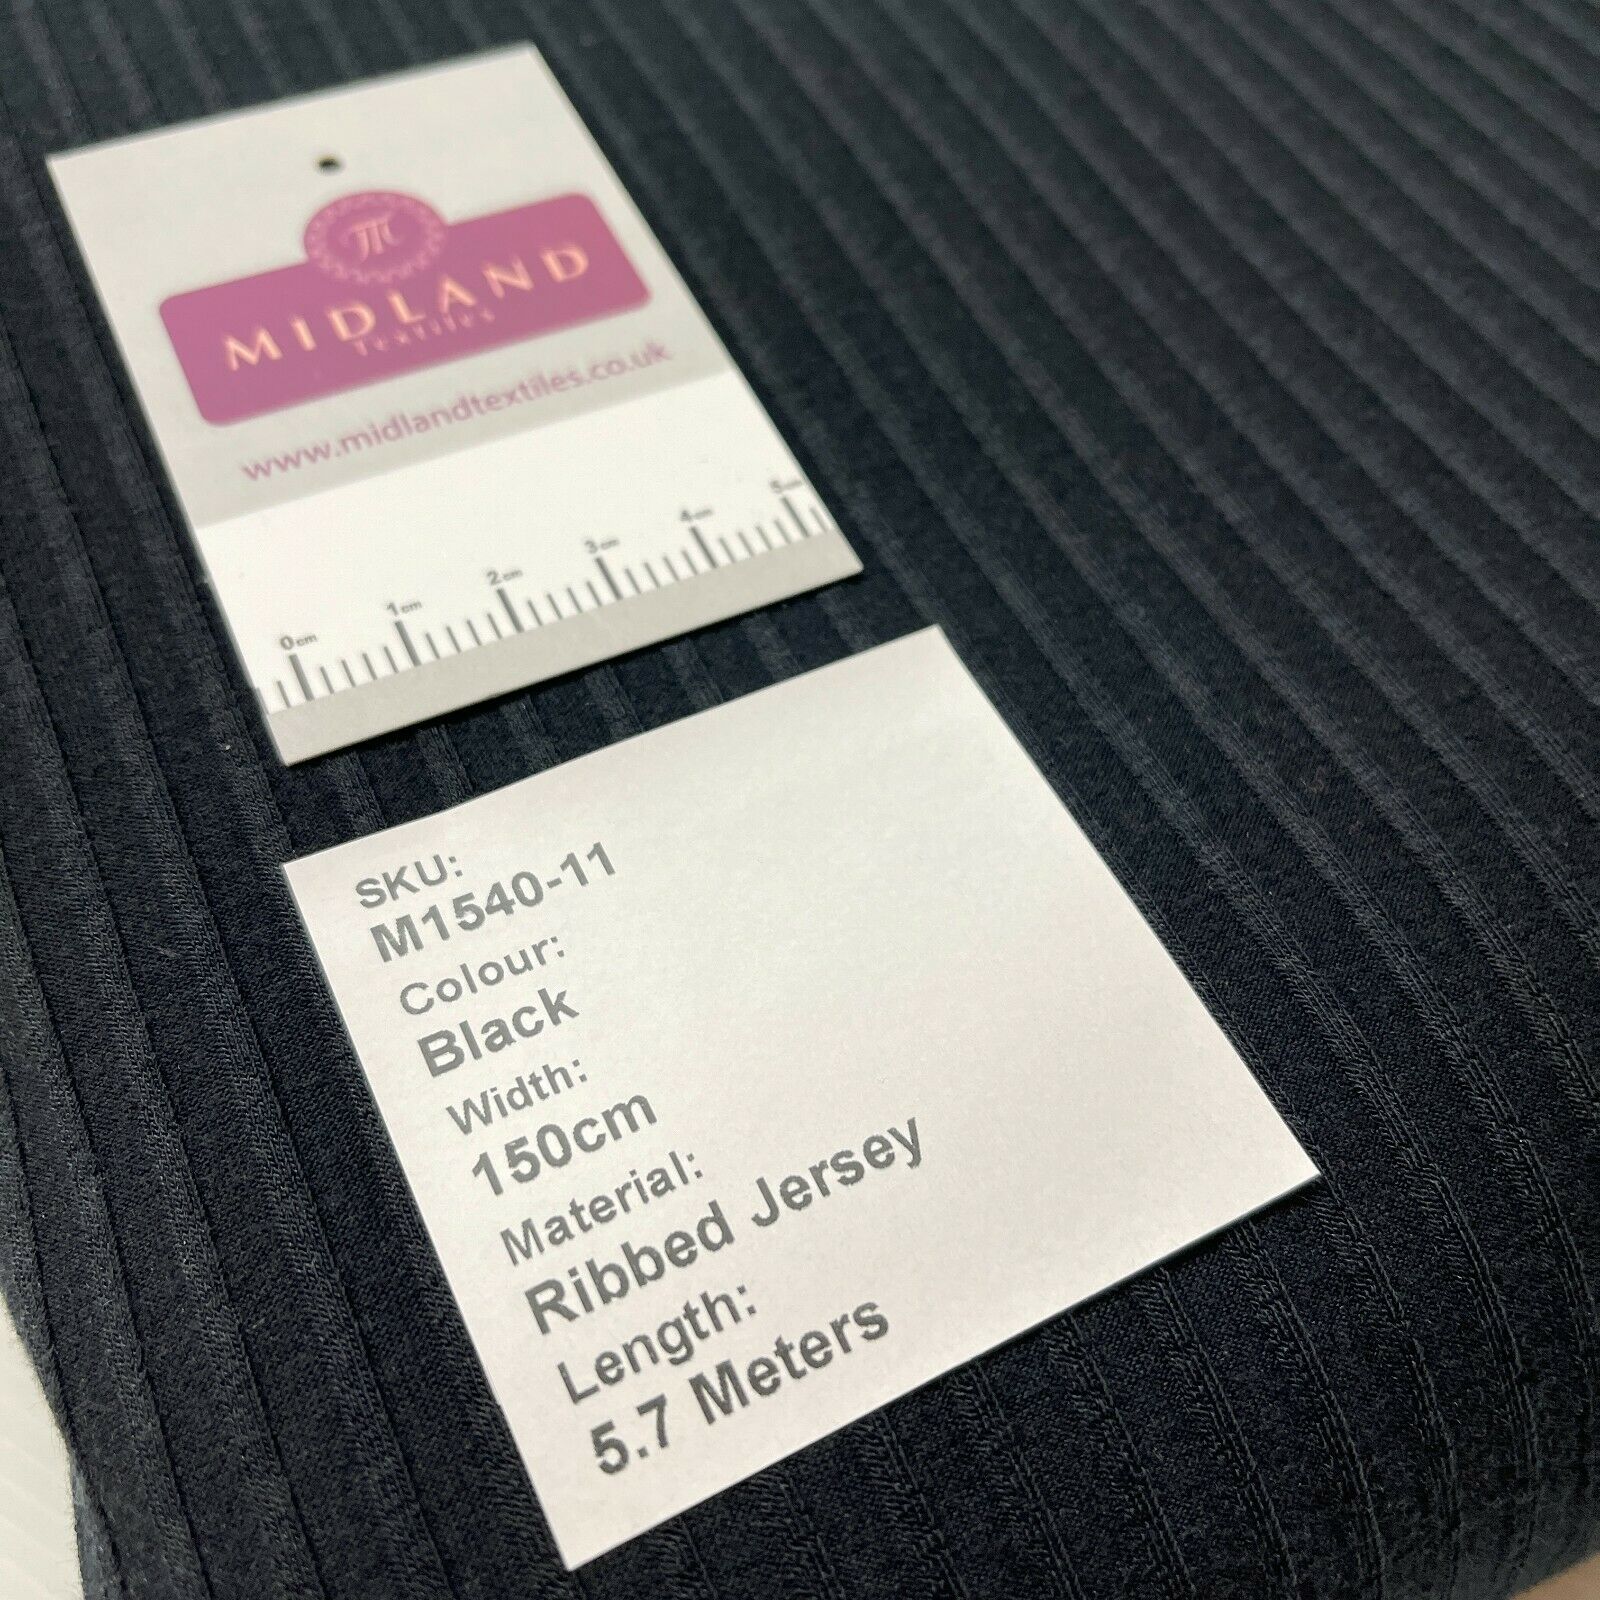 M
MIDLAND
Textiles
www.midlandtextiles.co.uk
0cm 1cm 2cm 3cm 4cm 5cm
SKU:
M1540-11
Colour:
Black
Width:
150cm
Material:
Ribbed Jersey
Length:
5.7 Meters